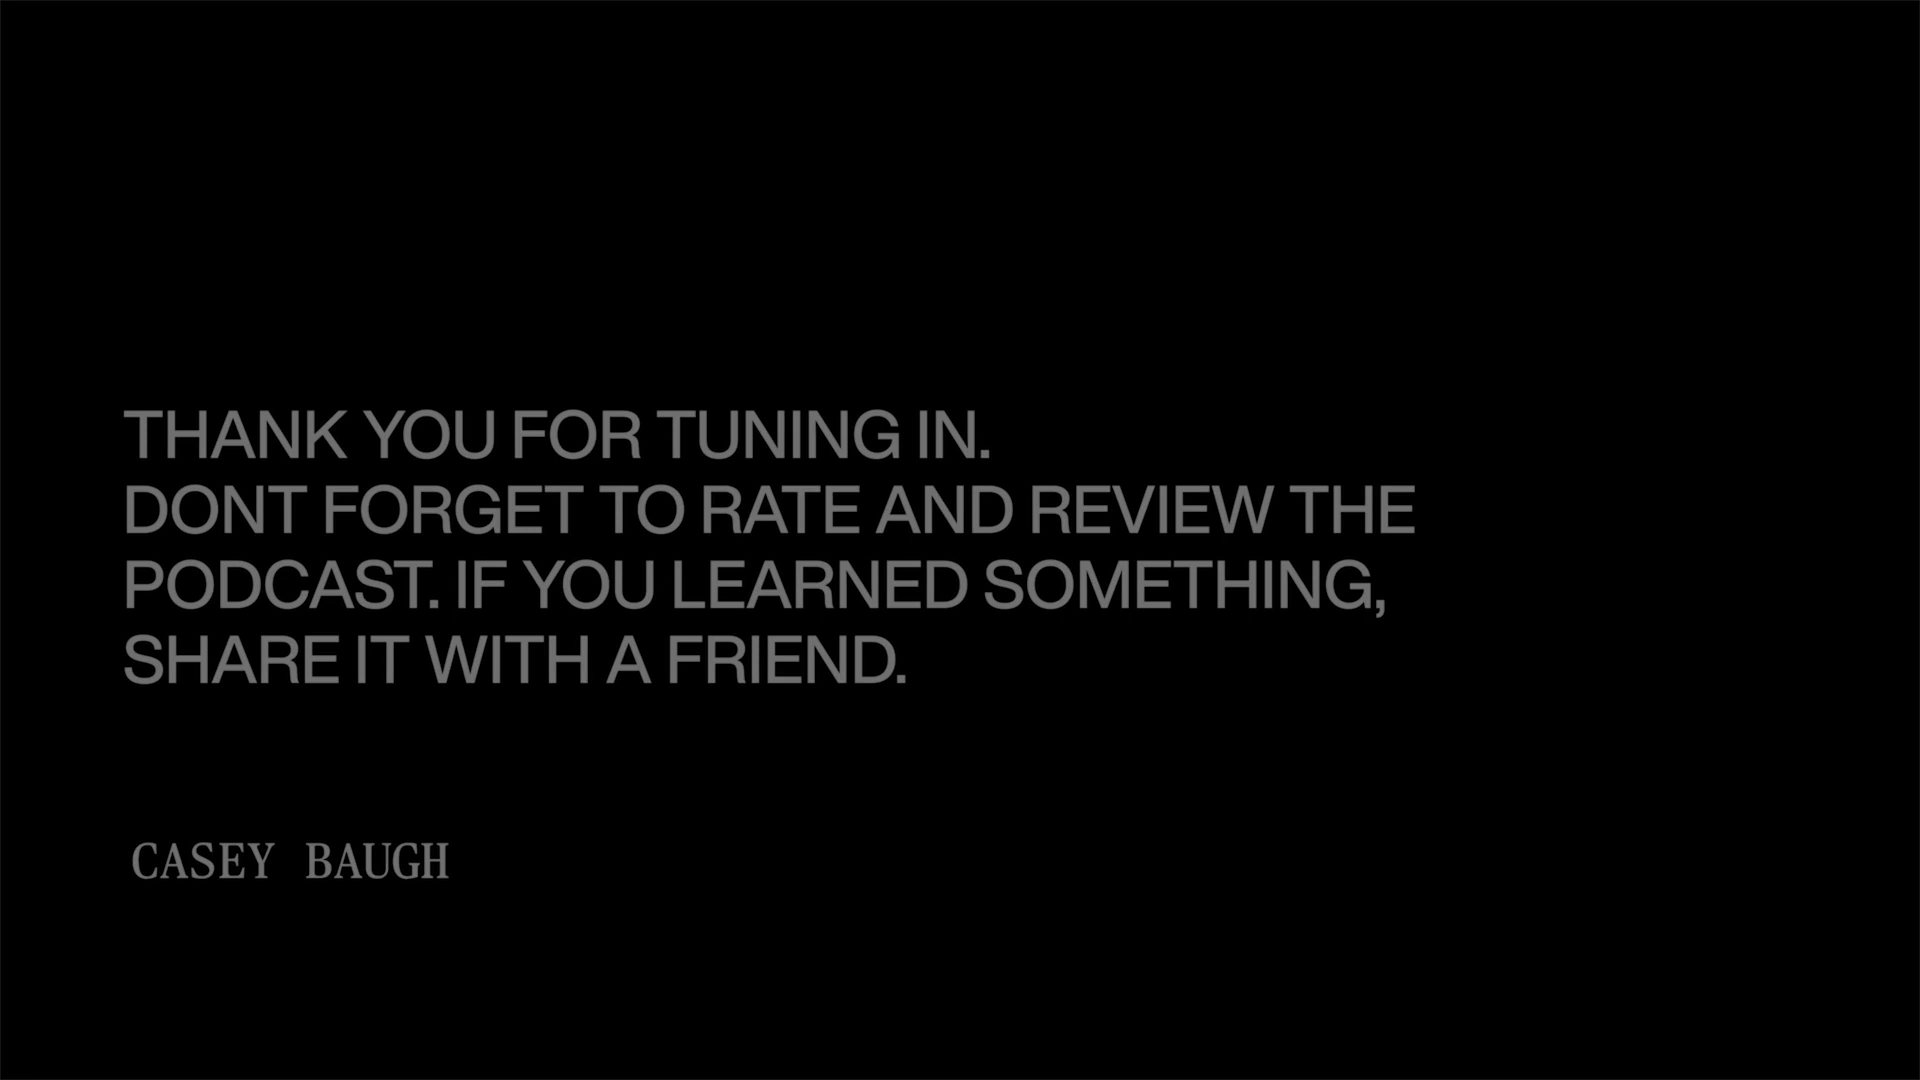 THANK YOU FOR TUNING IN.
DONT FORGET TO RATE AND REVIEW THE
PODCAST. IF YOU LEARNED SOMETHING,
SHARE IT WITH A FRIEND.
CASEY BAUGH